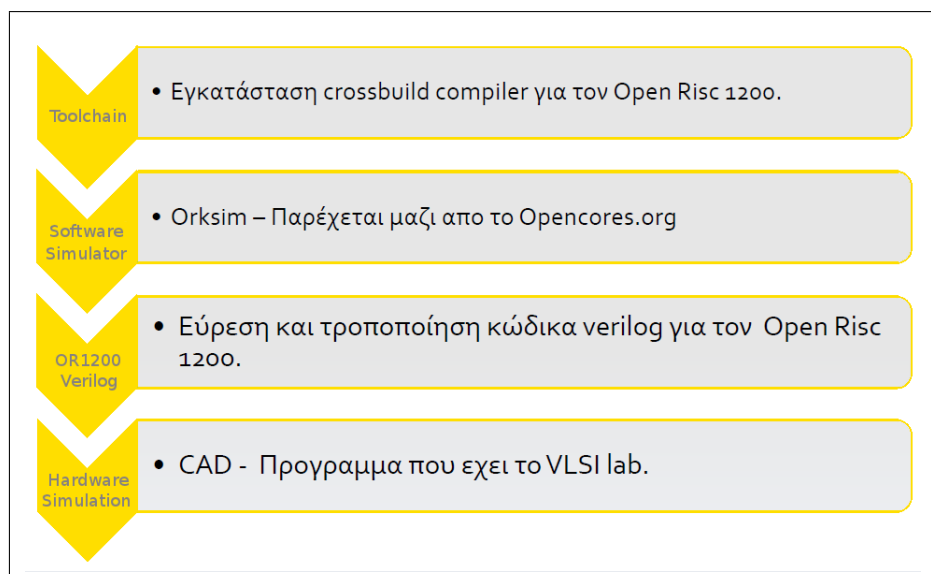 Toolchain
• Εγκατάσταση crossbuild compiler για τον Open Risc 1200.
Software
Simulator
• Orksim – Παρέχεται μαζι απο το Opencores.org
OR1200
Verilog
• Εύρεση και τροποποίηση κώδικα verilog για τον Open Risc
1200.
Hardware
Simulation
• CAD - Προγραμμα που εχει το VLSI lab.